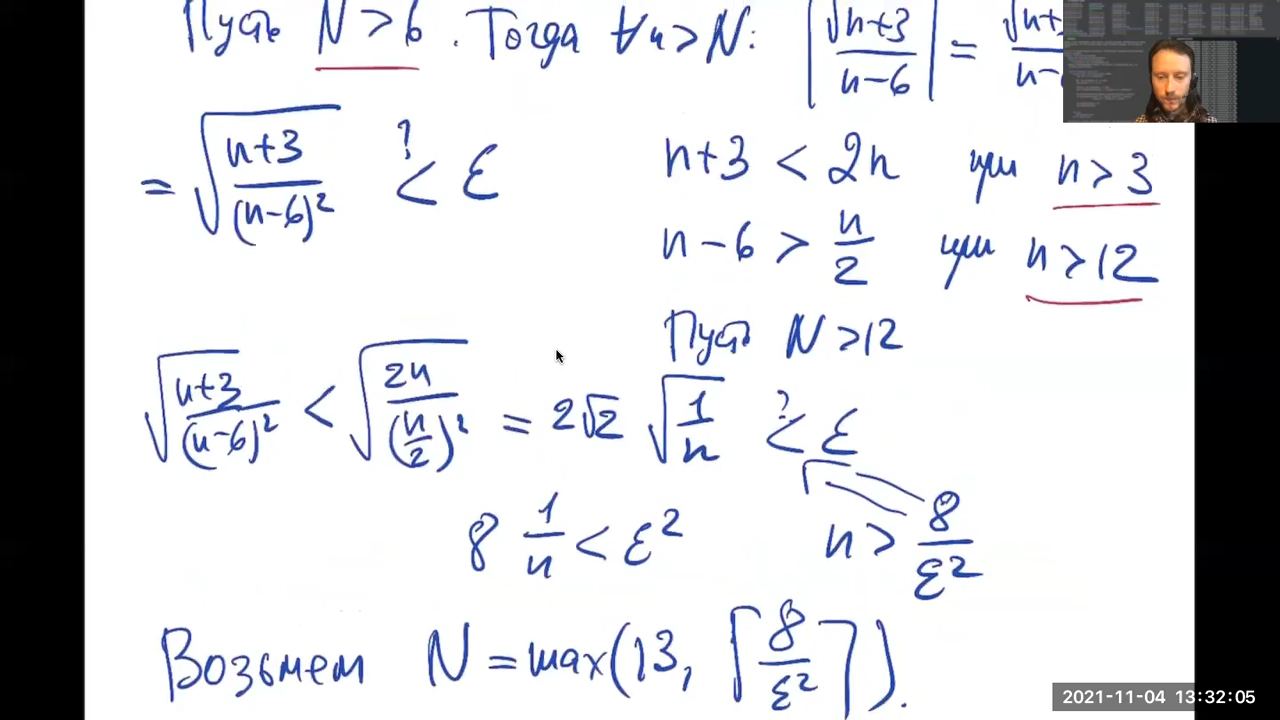 Пусть N > 6. Тогда ∀n > N: |√(n+3)/(n-6)| = √(n+
= √((n+3)/(n-6)²) <? ε
n+3 < 2n при n > 3
n-6 > n/2 при n > 12
Пусть N > 12
√((n+3)/(n-6)²) < √(2n/(n/2)²) = 2√2 √(1/n) <? ε
8 1/n < ε² n > 8/ε²
Возьмем N = max(13, ⌈8/ε²⌉).
2021-11-04 13:32:05